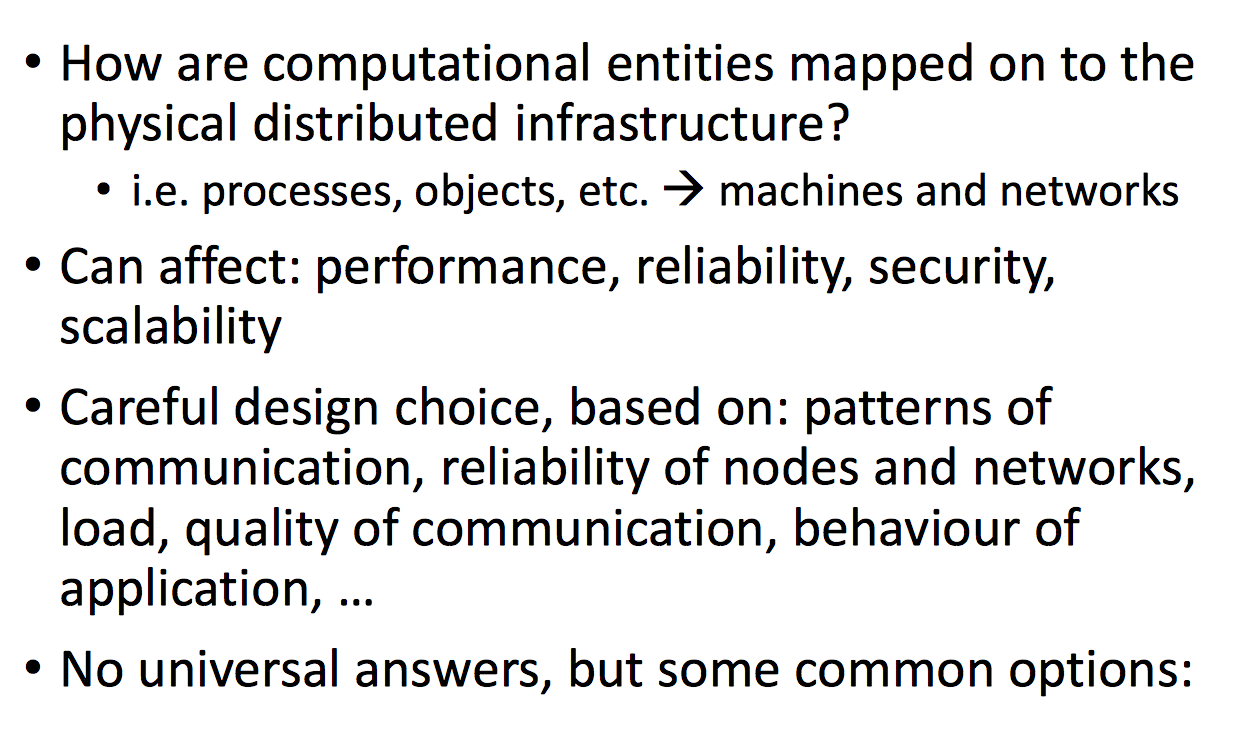 • How are computational entities mapped on to the
physical distributed infrastructure?
• i.e. processes, objects, etc. → machines and networks
• Can affect: performance, reliability, security,
scalability
• Careful design choice, based on: patterns of
communication, reliability of nodes and networks,
load, quality of communication, behaviour of
application, ...
• No universal answers, but some common options: